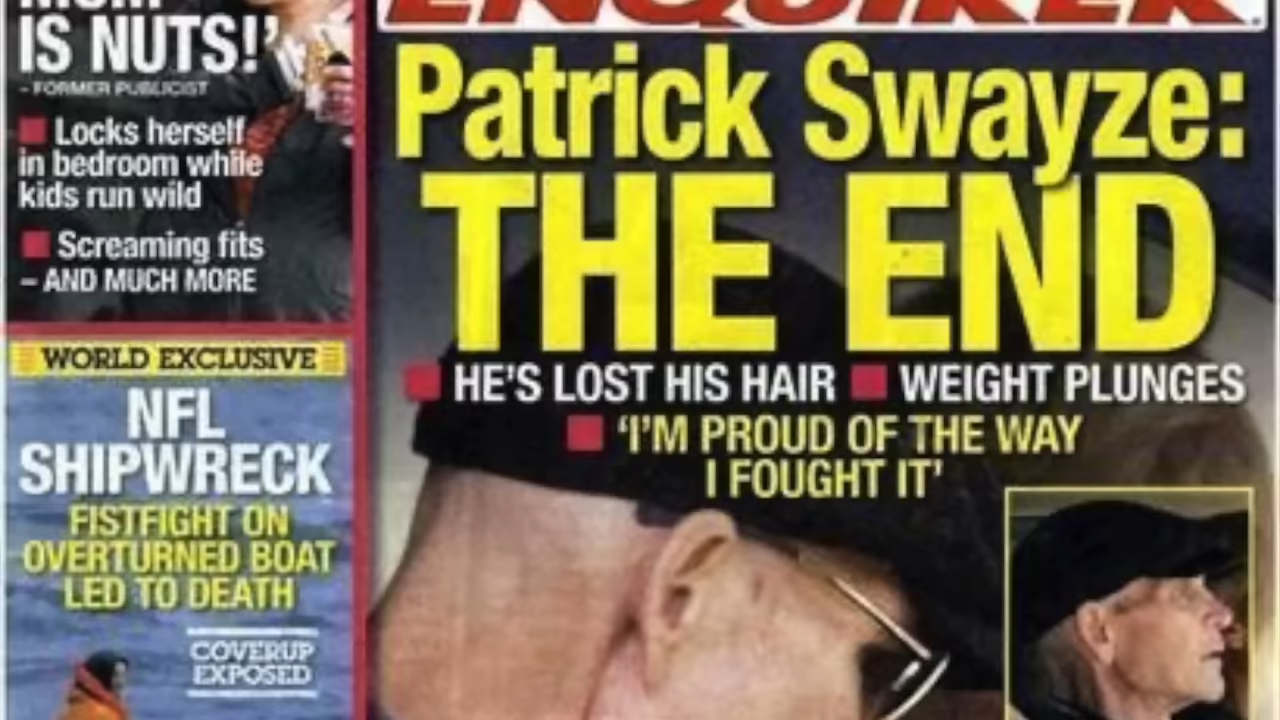 IS NUTS!'
– FORMER PUBLICIST
Locks herself
in bedroom while
kids run wild
Screaming fits
– AND MUCH MORE
WORLD EXCLUSIVE
NFL
SHIPWRECK
FISTFIGHT ON
OVERTURNED BOAT
LED TO DEATH
COVERUP
EXPOSED
ENQUIRER
Patrick Swayze:
THE END
HE'S LOST HIS HAIR WEIGHT PLUNGES
'I'M PROUD OF THE WAY
I FOUGHT IT'